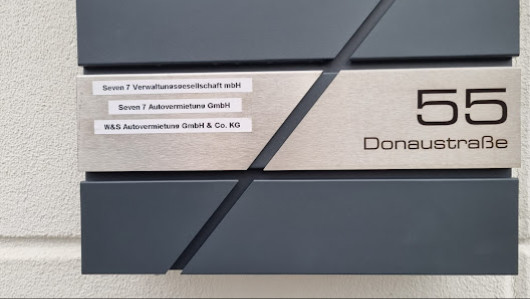 Seven 7 Verwaltungsgesellschaft mbH
Seven 7 Autovermietung GmbH
W&S Autovermietung GmbH & Co. KG
55
Donaustraße